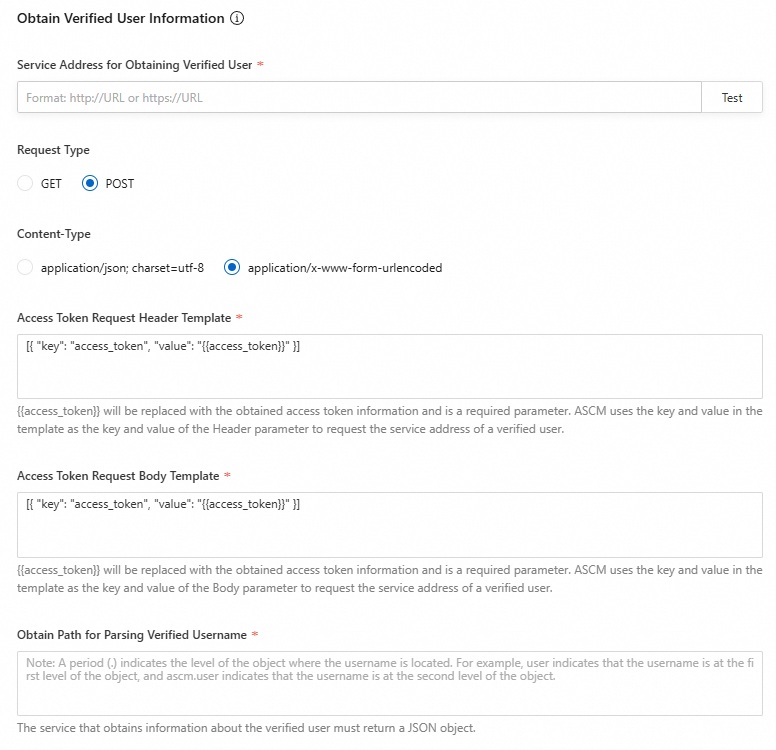 Obtain Verified User Information
Service Address for Obtaining Verified User *
Format: http://URL or https://URL
Test
Request Type
GET
POST
Content-Type
application/json; charset=utf-8
application/x-www-form-urlencoded
Access Token Request Header Template *
[{ "key": "access_token", "value": "{{access_token}}" }]
{{access_token}} will be replaced with the obtained access token information and is a required parameter. ASCM uses the key and value in the
template as the key and value of the Header parameter to request the service address of a verified user.
Access Token Request Body Template *
[{ "key": "access_token", "value": "{{access_token}}" }]
{{access_token}} will be replaced with the obtained access token information and is a required parameter. ASCM uses the key and value in the
template as the key and value of the Body parameter to request the service address of a verified user.
Obtain Path for Parsing Verified Username *
Note: A period (.) indicates the level of the object where the username is located. For example, user indicates that the username is at the fi
rst level of the object, and ascm.user indicates that the username is at the second level of the object.
The service that obtains information about the verified user must return a JSON object.